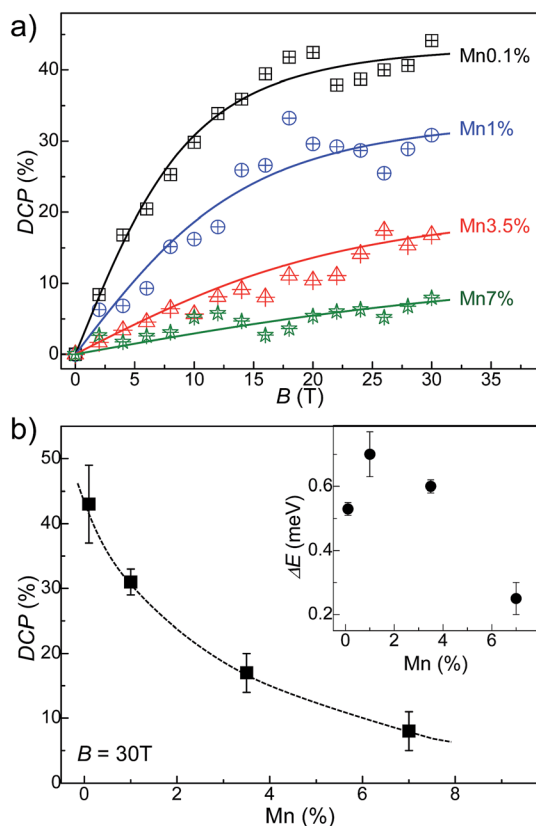 a)
DCP (%)
40
30
20
10
0
Mn0.1%
Mn1%
Mn3.5%
Mn7%
0 5 10 15 20 25 30 35
B (T)
b)
DCP (%)
50
40
30
20
10
0
B = 30T
0 2 4 6 8
Mn (%)
ΔE (meV)
0.6
0.4
0.2
0 2 4 6
Mn (%)